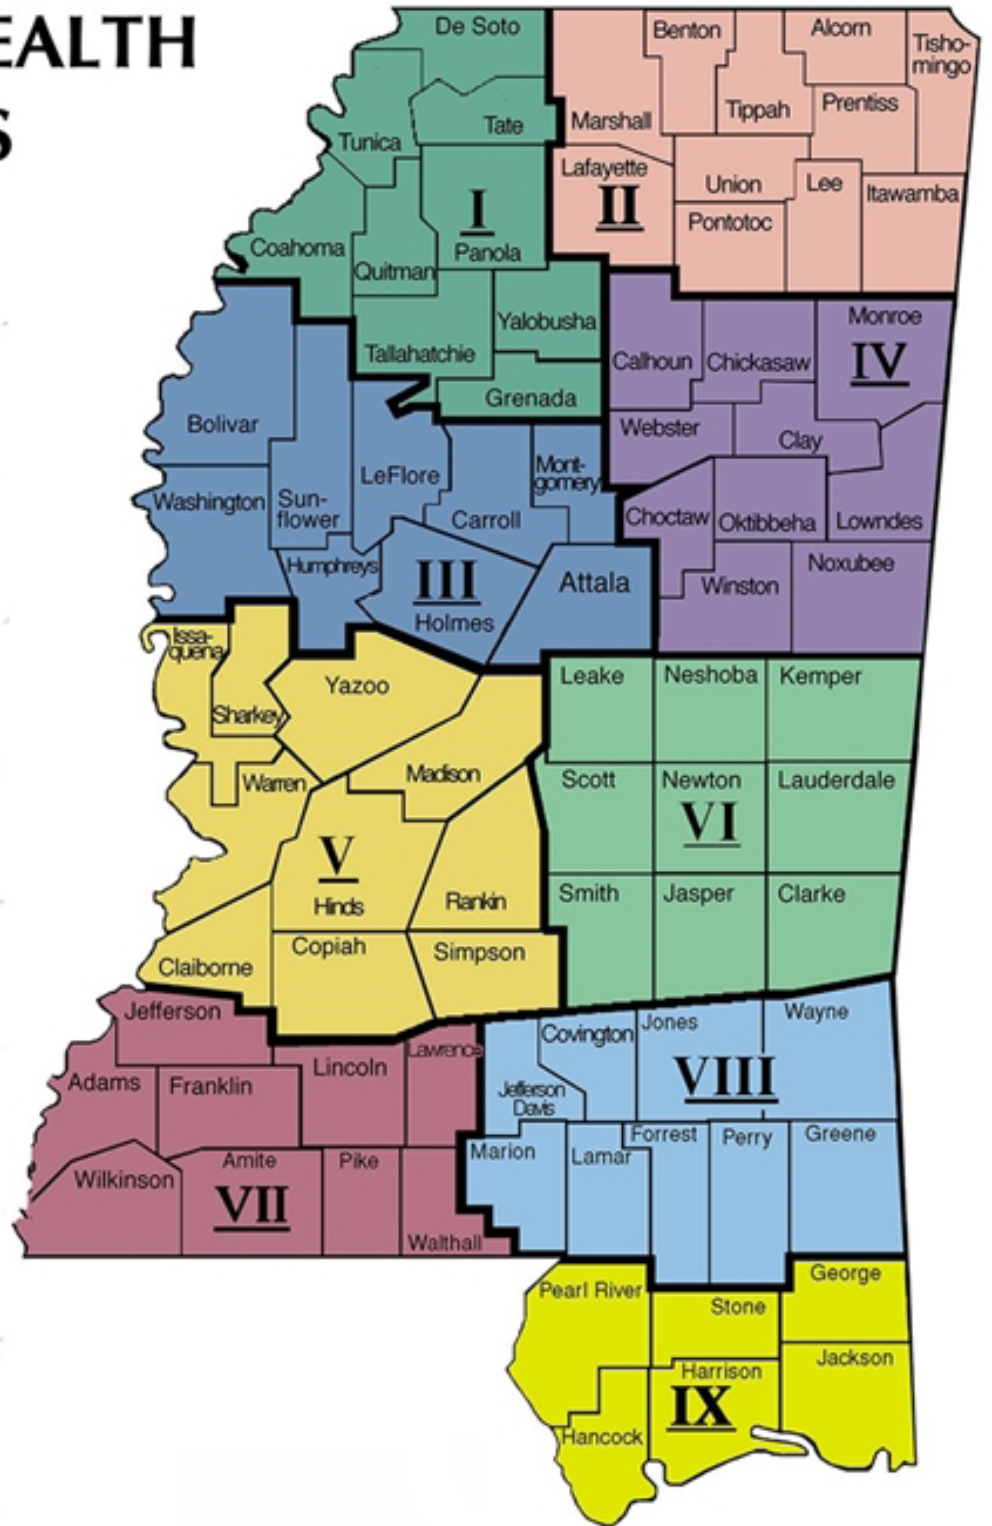 EALTH
S
De Soto
Benton
Alcorn
Tisho-
mingo
Marshall
Tippah
Prentiss
Tate
Tunica
Lafayette
Union
Lee
Itawamba
I
II
Pontotoc
Coahoma
Quitman
Panola
Yalobusha
Tallahatchie
Grenada
Monroe
IV
Calhoun
Chickasaw
Webster
Clay
Bolivar
LeFlore
Mont-
gomery
Washington
Sun-
flower
Carroll
Choctaw
Oktibbeha
Lowndes
Humphreys
III
Holmes
Attala
Winston
Noxubee
Issa-
quena
Sharkey
Yazoo
Leake
Neshoba
Kemper
Warren
Madison
Scott
Newton
Lauderdale
VI
V
Hinds
Rankin
Smith
Jasper
Clarke
Claiborne
Copiah
Simpson
Jefferson
Covington
Jones
Wayne
Adams
Franklin
Lincoln
Lawrence
Jefferson
Davis
VIII
Wilkinson
Amite
Pike
Marion
Lamar
Forrest
Perry
Greene
VII
Walthall
Pearl River
Stone
George
Harrison
Jackson
IX
Hancock